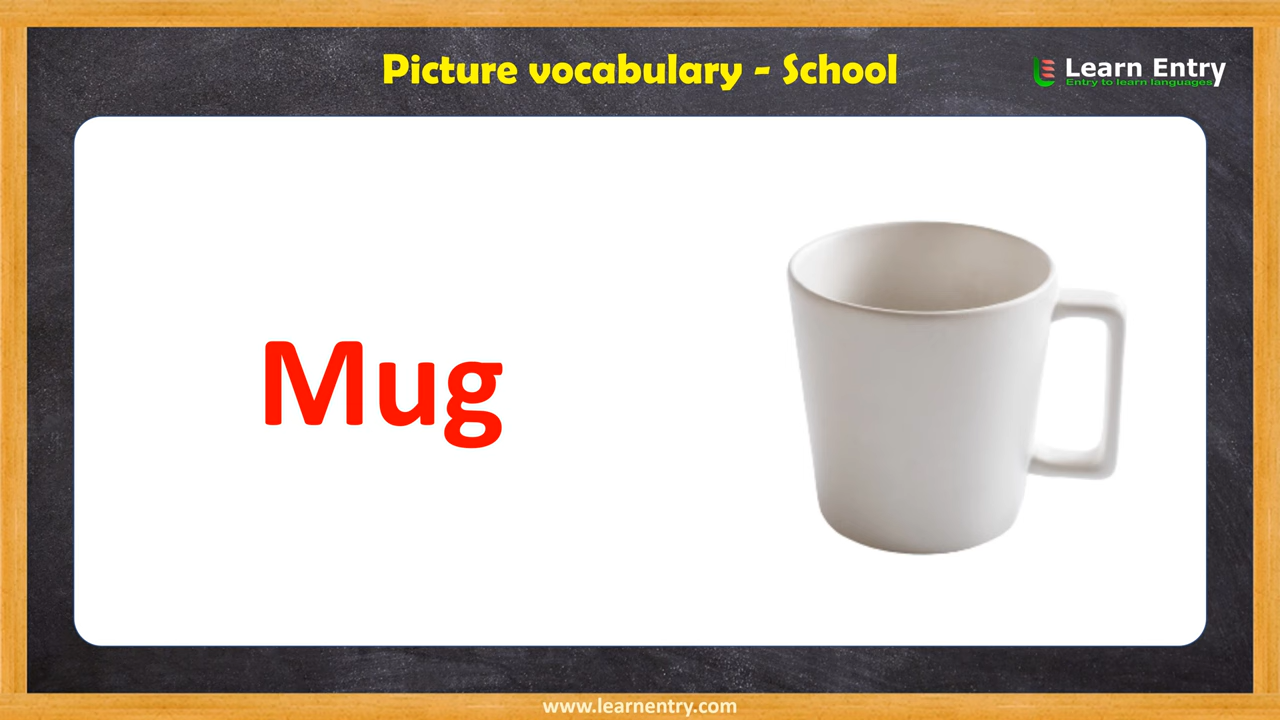 Picture vocabulary - School
Learn Entry
Entry to learn languages
Mug
www.learnentry.com